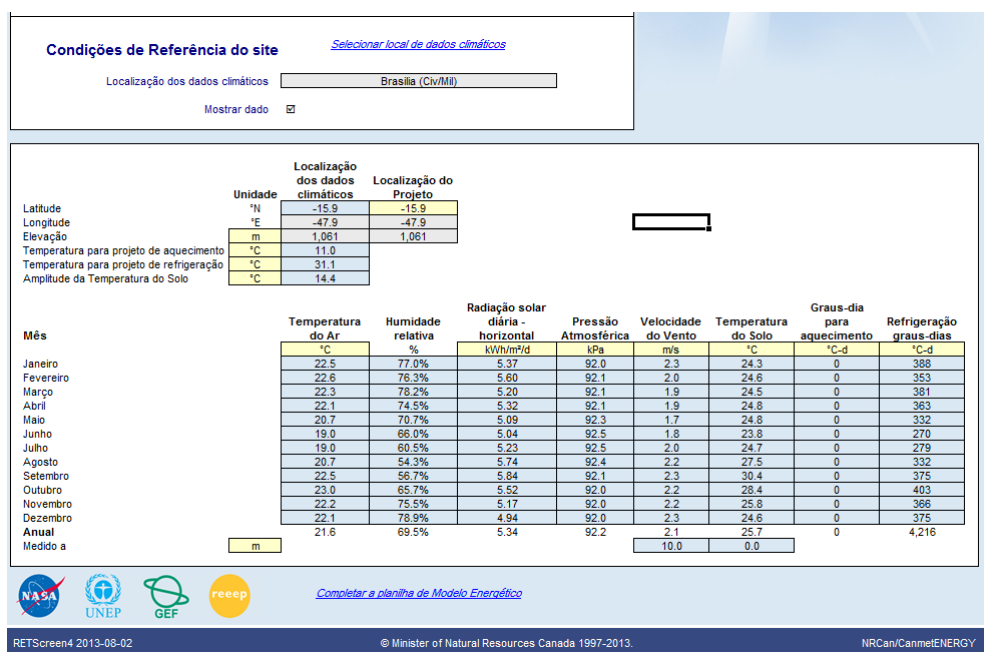 Condições de Referência do site
Selecionar local de dados climáticos
Localização dos dados climáticos Brasilia (Civ/Mil)
Mostrar dado
Localização
dos dados Localização do
Unidade climáticos Projeto
Latitude °N -15.9 -15.9
Longitude °E -47.9 -47.9
Elevação m 1,061 1,061
Temperatura para projeto de aquecimento °C 11.0
Temperatura para projeto de refrigeração °C 31.1
Amplitude da Temperatura do Solo °C 14.4
Radiação solar Graus-dia
Temperatura Humidade diária - Pressão Velocidade Temperatura para Refrigeração
Mês do Ar relativa horizontal Atmosférica do Vento do Solo aquecimento graus-dias
°C % kWh/m²/d kPa m/s °C °C-d °C-d
Janeiro 22.5 77.0% 5.37 92.0 2.3 24.3 0 388
Fevereiro 22.6 76.3% 5.60 92.1 2.0 24.6 0 353
Março 22.3 78.2% 5.20 92.1 1.9 24.5 0 381
Abril 22.1 74.5% 5.32 92.1 1.9 24.8 0 363
Maio 20.7 70.7% 5.09 92.3 1.7 24.8 0 332
Junho 19.0 66.0% 5.04 92.5 1.8 23.8 0 270
Julho 19.0 60.5% 5.23 92.5 2.0 24.7 0 279
Agosto 20.7 54.3% 5.74 92.4 2.2 27.5 0 332
Setembro 22.5 56.7% 5.84 92.1 2.3 30.4 0 375
Outubro 23.0 65.7% 5.52 92.0 2.2 28.4 0 403
Novembro 22.2 75.5% 5.17 92.0 2.2 25.8 0 366
Dezembro 22.1 78.9% 4.94 92.0 2.3 24.6 0 375
Anual 21.6 69.5% 5.34 92.2 2.1 25.7 0 4,216
Medido a m 10.0 0.0
NASA UNEP GEF reeep
Completar a planilha de Modelo Energético
RETScreen4 2013-08-02 © Minister of Natural Resources Canada 1997-2013. NRCan/CanmetENERGY